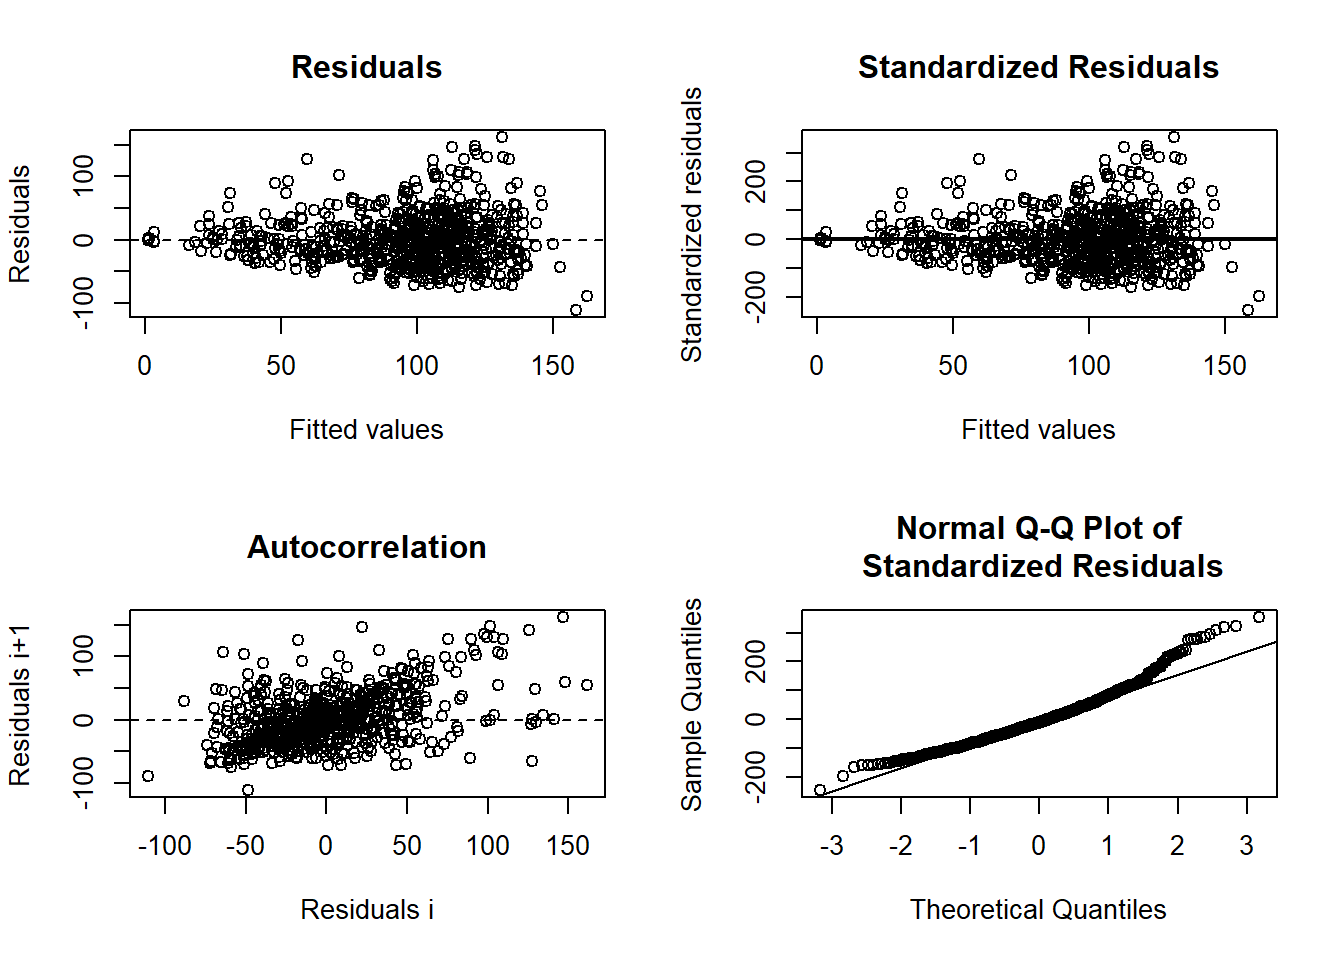 Residuals
Residuals
100
0
-100
0 50 100 150
Fitted values
Standardized Residuals
Standardized residuals
200
0
-200
0 50 100 150
Fitted values
Autocorrelation
Residuals i+1
100
0
-100
-100 -50 0 50 100 150
Residuals i
Normal Q-Q Plot of
Standardized Residuals
Sample Quantiles
200
0
-200
-3 -2 -1 0 1 2 3
Theoretical Quantiles